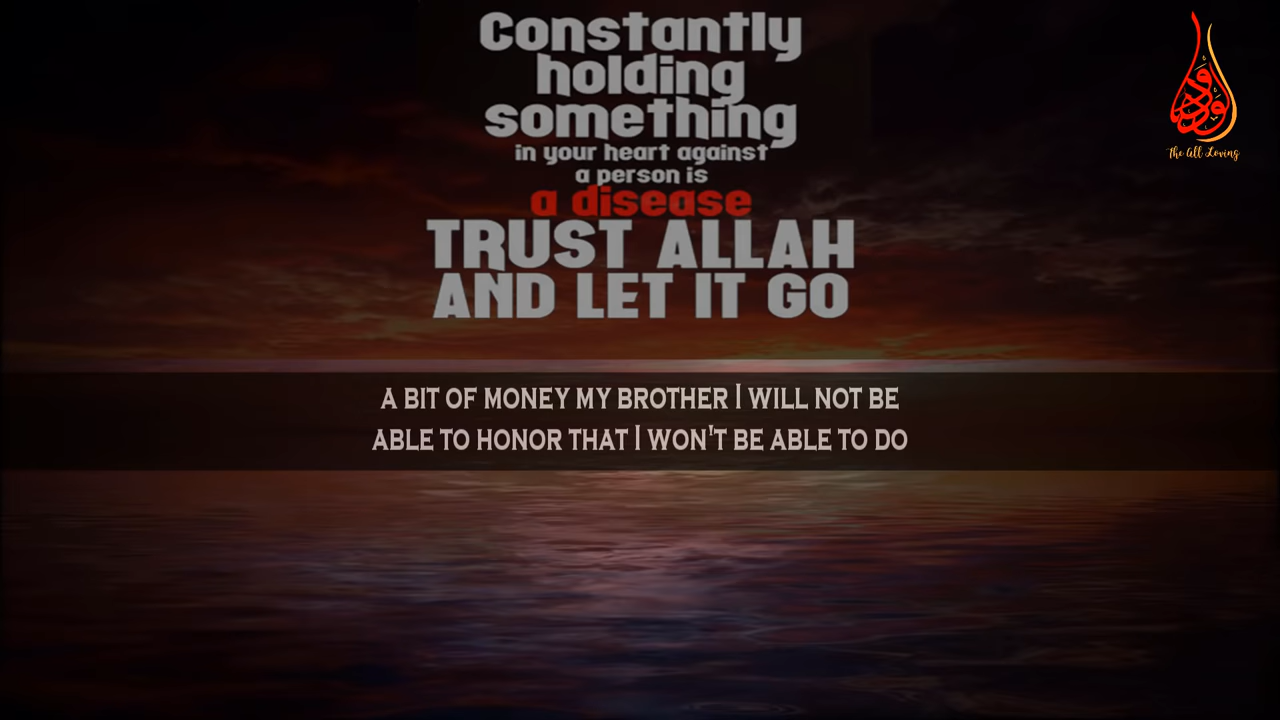 Constantly
holding
something
in your heart against
a person is
a disease
TRUST ALLAH
AND LET IT GO
A BIT OF MONEY MY BROTHER I WILL NOT BE
ABLE TO HONOR THAT I WON'T BE ABLE TO DO
الودود
The All Loving